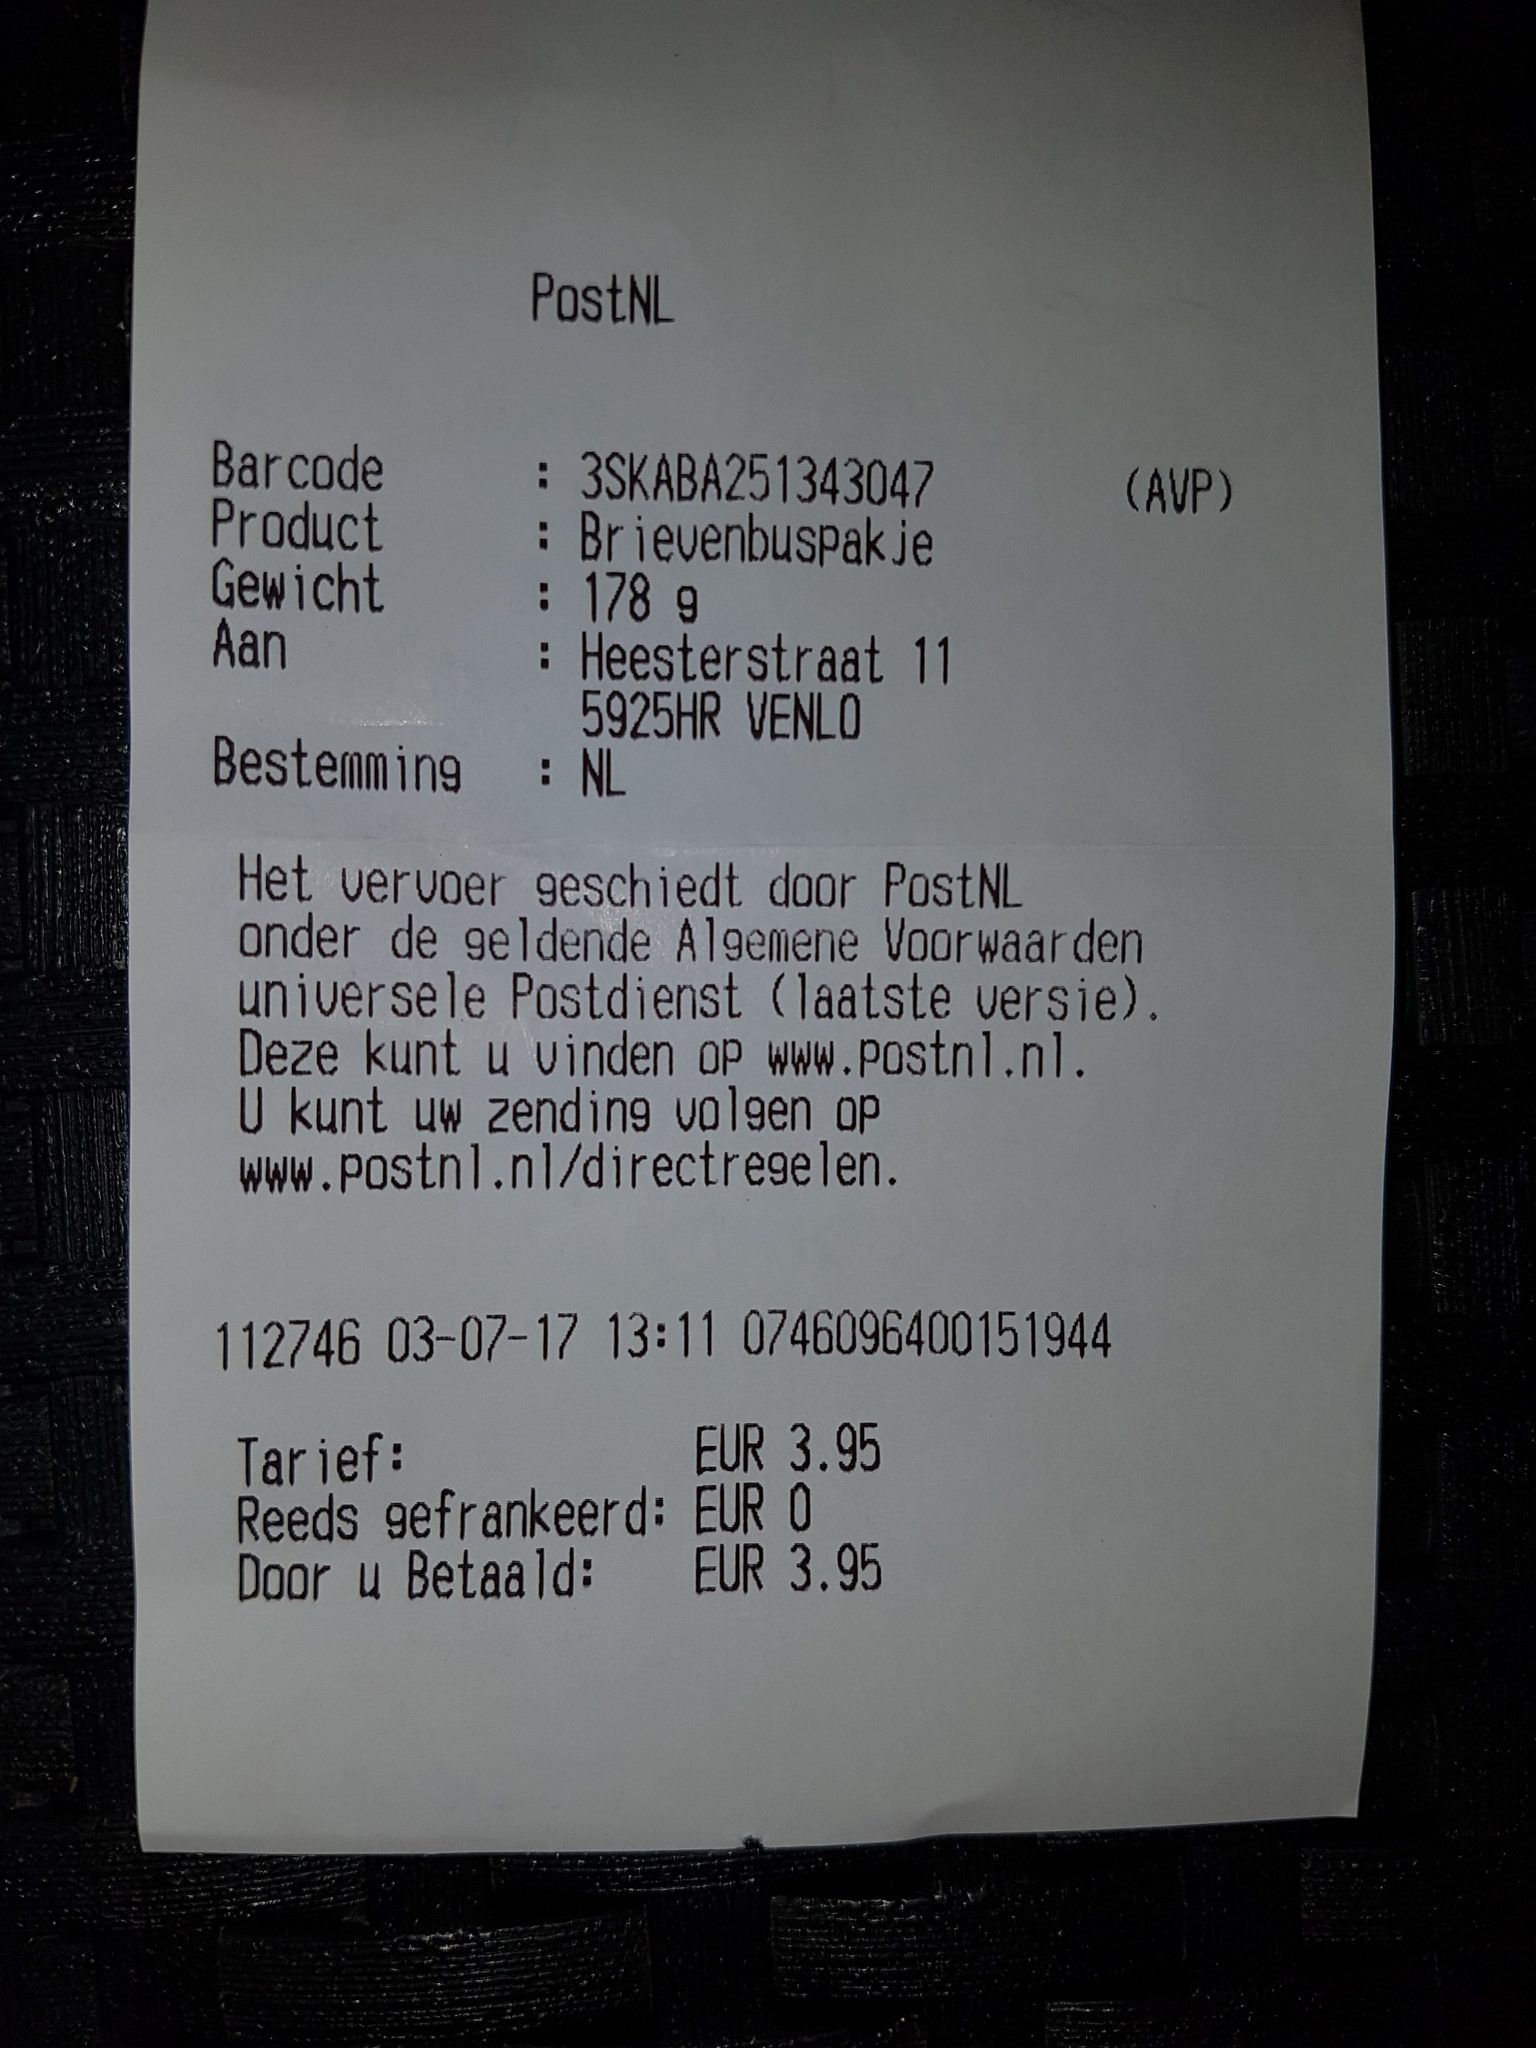 PostNL
Barcode : 3SKABA251343047 (AVP)
Product : Brievenbuspakje
Gewicht : 178 g
Aan : Heesterstraat 11
5925HR VENLO
Bestemming : NL
Het vervoer geschiedt door PostNL
onder de geldende Algemene Voorwaarden
universele Postdienst (laatste versie).
Deze kunt u vinden op www.postnl.nl.
U kunt uw zending volgen op
www.postnl.nl/directregelen.
112746 03-07-17 13:11 0746096400151944
Tarief: EUR 3.95
Reeds gefrankeerd: EUR 0
Door u Betaald: EUR 3.95